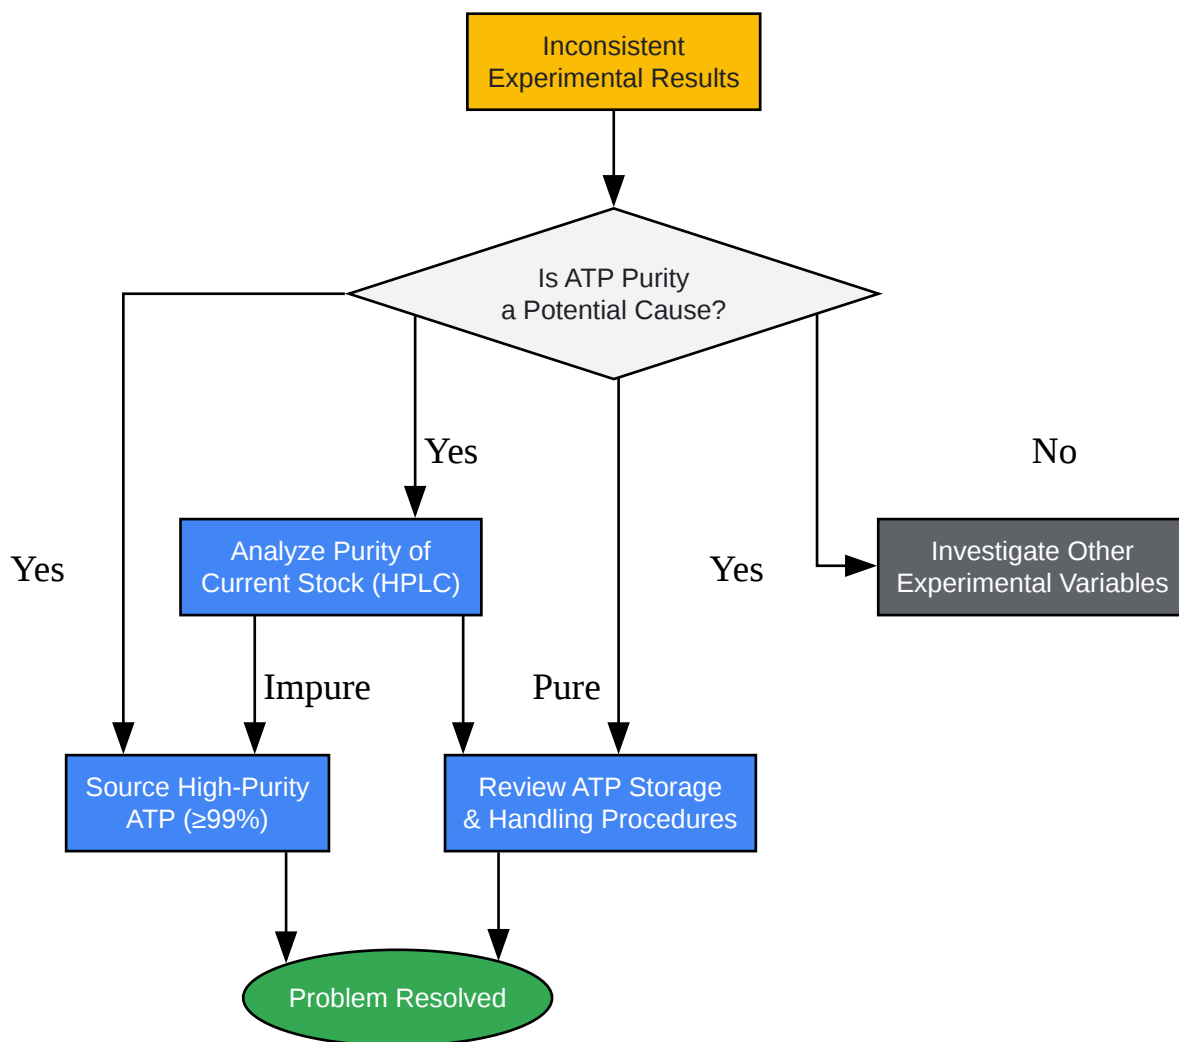 Inconsistent
Experimental Results
Is ATP Purity
a Potential Cause?
Yes
No
Analyze Purity of
Current Stock (HPLC)
Yes
Yes
Investigate Other
Experimental Variables
Impure
Pure
Source High-Purity
ATP (≥99%)
Review ATP Storage
& Handling Procedures
Problem Resolved